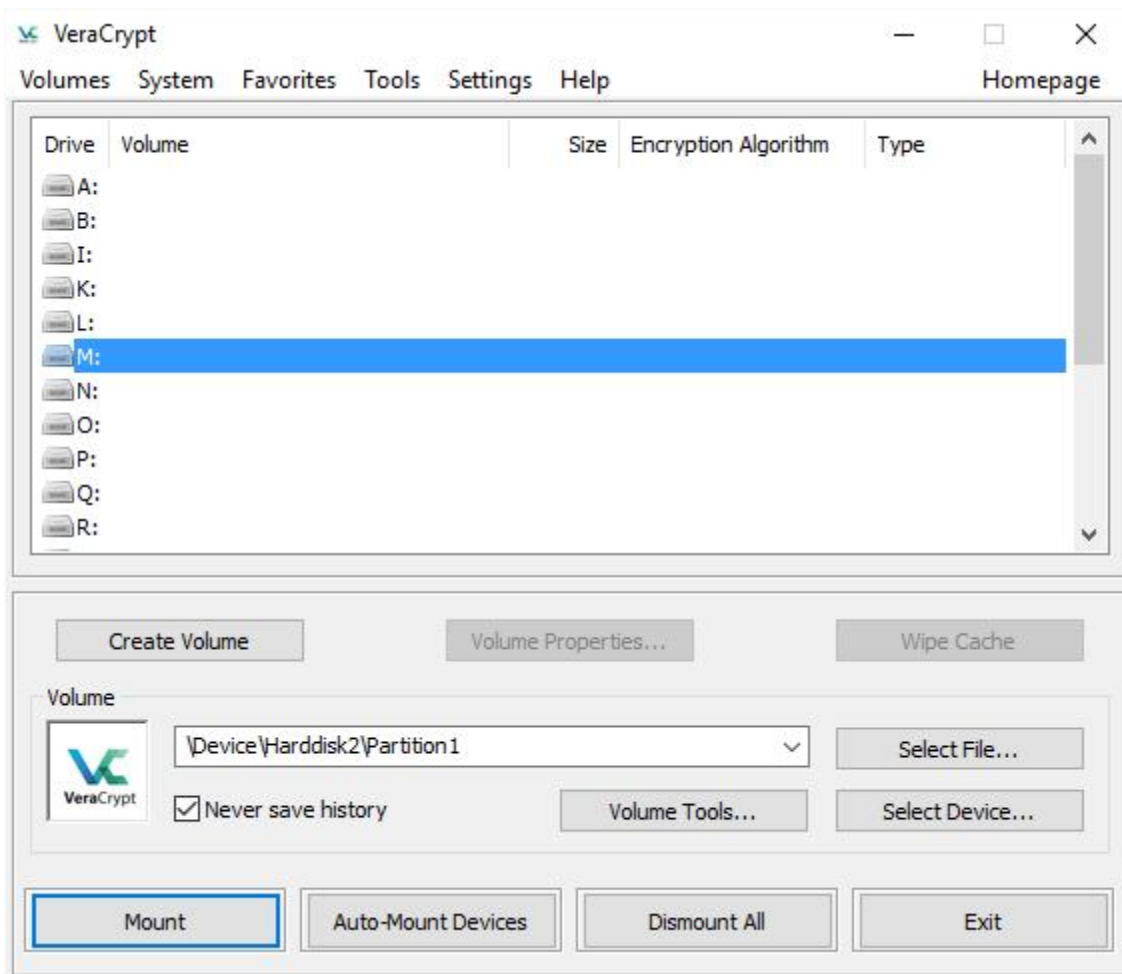 VeraCrypt
Volumes System Favorites Tools Settings Help Homepage
Drive Volume Size Encryption Algorithm Type
A:
B:
I:
K:
L:
M:
N:
O:
P:
Q:
R:
Create Volume Volume Properties... Wipe Cache
Volume
\Device\Harddisk2\Partition1 Select File...
VeraCrypt
Never save history Volume Tools... Select Device...
Mount Auto-Mount Devices Dismount All Exit